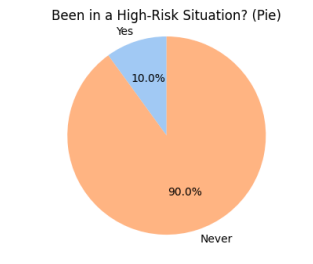 Been in a High-Risk Situation? (Pie)
Yes
10.0%
90.0%
Never